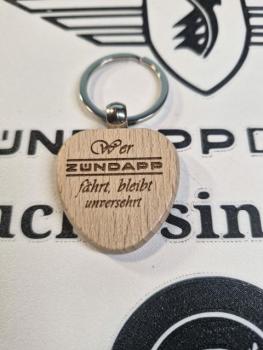 Wer
ZÜNDAPP
fährt, bleibt
unversehrt